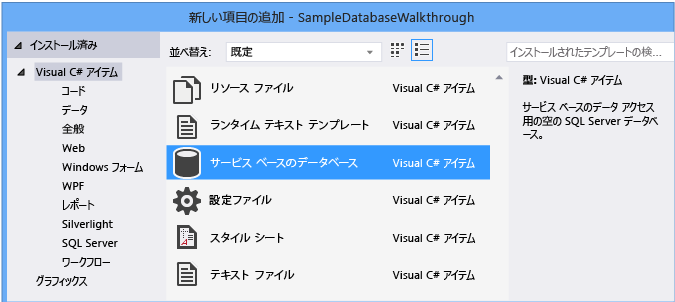 新しい項目の追加 - SampleDatabaseWalkthrough
インストール済み
並べ替え: 既定
インストールされたテンプレートの検...
Visual C# アイテム
コード
データ
全般
Web
Windows フォーム
WPF
レポート
Silverlight
SQL Server
ワークフロー
グラフィックス
リソース ファイル Visual C# アイテム
ランタイム テキスト テンプレート Visual C# アイテム
サービス ベースのデータベース Visual C# アイテム
設定ファイル Visual C# アイテム
スタイル シート Visual C# アイテム
テキスト ファイル Visual C# アイテム
型: Visual C# アイテム
サービス ベースのデータ アクセス
用の空の SQL Server データベ
ース。